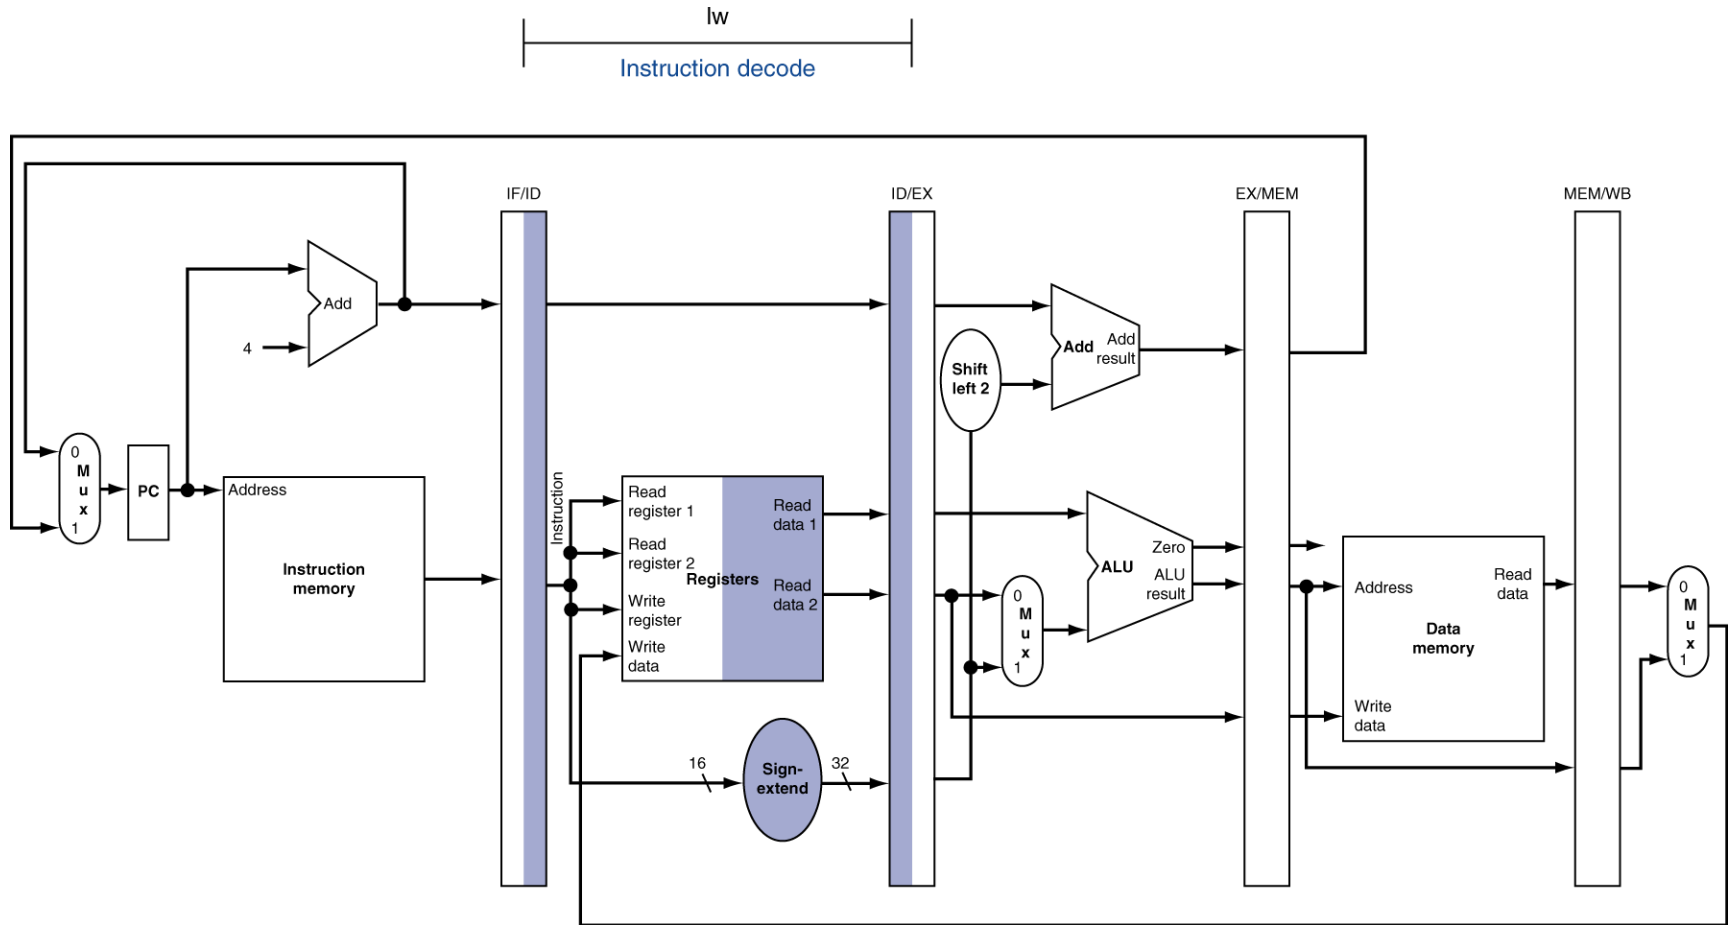 lw
Instruction decode
IF/ID
ID/EX
EX/MEM
MEM/WB
Add
4
Shift
left 2
Add
Add
result
0
M
u
x
1
PC
Address
Instruction
memory
Instruction
Read
register 1
Read
register 2
Registers
Write
register
Write
data
Read
data 1
Read
data 2
16
Sign-
extend
32
0
M
u
x
1
Zero
ALU
ALU
result
Address
Read
data
Data
memory
Write
data
0
M
u
x
1